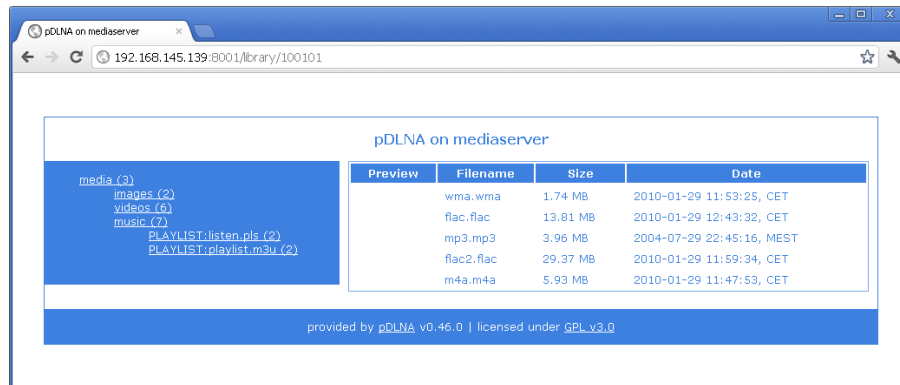 pDLNA on mediaserver
192.168.145.139:8001/library/100101
pDLNA on mediaserver
media (3)
images (2)
videos (6)
music (7)
PLAYLIST:listen.pls (2)
PLAYLIST:playlist.m3u (2)
Preview Filename Size Date
wma.wma 1.74 MB 2010-01-29 11:53:25, CET
flac.flac 13.81 MB 2010-01-29 12:43:32, CET
mp3.mp3 3.96 MB 2004-07-29 22:45:16, MEST
flac2.flac 29.37 MB 2010-01-29 11:59:34, CET
m4a.m4a 5.93 MB 2010-01-29 11:47:53, CET
provided by pDLNA v0.46.0 | licensed under GPL v3.0